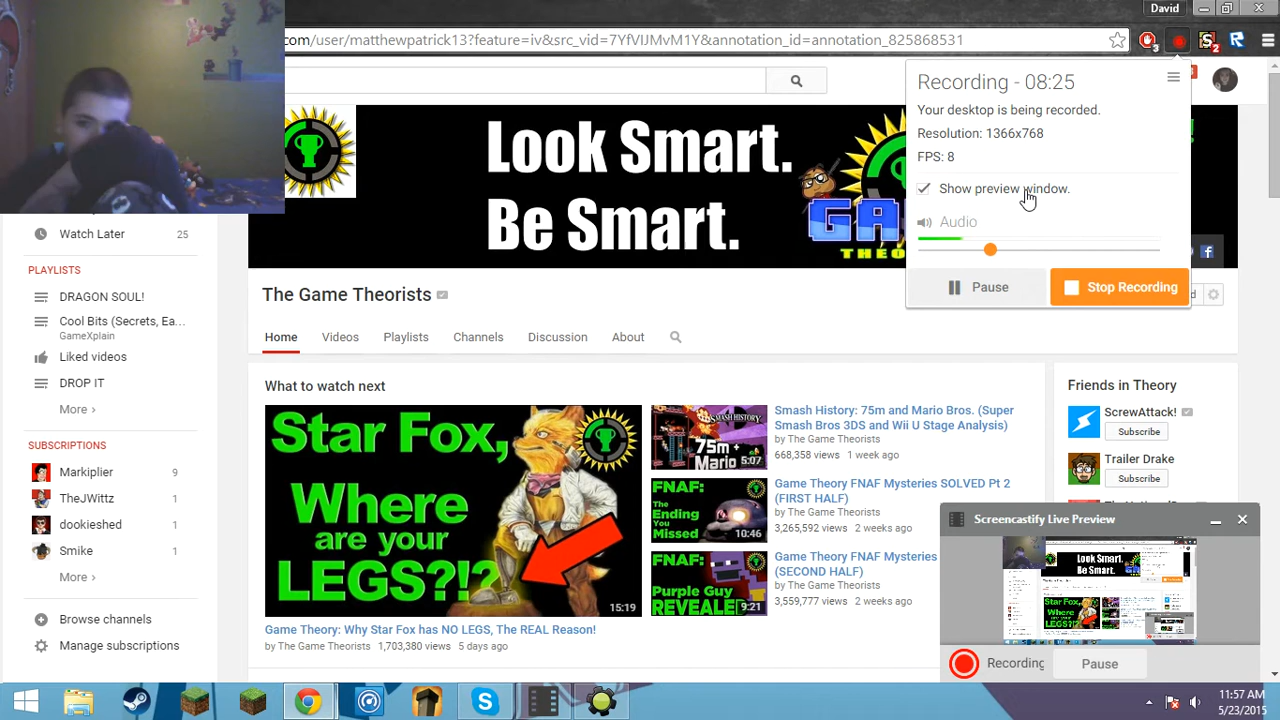 David
com/user/matthewpatrick13?feature=iv&src_vid=7YfVIJMvM1Y&annotation_id=annotation_825868531
3
2
Recording - 08:25
Your desktop is being recorded.
Resolution: 1366x768
FPS: 8
Show preview window.
Audio
Pause
Stop Recording
Look Smart.
Be Smart.
Watch Later
25
PLAYLISTS
DRAGON SOUL!
Cool Bits (Secrets, Ea...
GameXplain
Liked videos
DROP IT
More ›
SUBSCRIPTIONS
Markiplier 9
TheJWittz 1
dookieshed 1
Smike 1
More ›
Browse channels
Manage subscriptions
The Game Theorists
Home
Videos
Playlists
Channels
Discussion
About
What to watch next
Star Fox,
Where
are your
LEGS?!
15:19
Game Theory: Why Star Fox has NO LEGS, The REAL Reason!
by The Game Theorists
703,380 views 5 days ago
SMASH HISTORY:
75m +
Mario
5:07
Smash History: 75m and Mario Bros. (Super
Smash Bros 3DS and Wii U Stage Analysis)
by The Game Theorists
668,358 views 1 week ago
FNAF:
The
Ending
You
Missed
10:46
Game Theory FNAF Mysteries SOLVED Pt 2
(FIRST HALF)
by The Game Theorists
3,265,592 views 2 weeks ago
FNAF:
Purple Guy
REVEALED
9:21
Game Theory FNAF Mysteries
(SECOND HALF)
by The Game Theorists
559,777 views 2 weeks ago
Friends in Theory
ScrewAttack!
Subscribe
Trailer Drake
Subscribe
Screencastify Live Preview
Recording
Pause
11:57 AM
5/23/2015